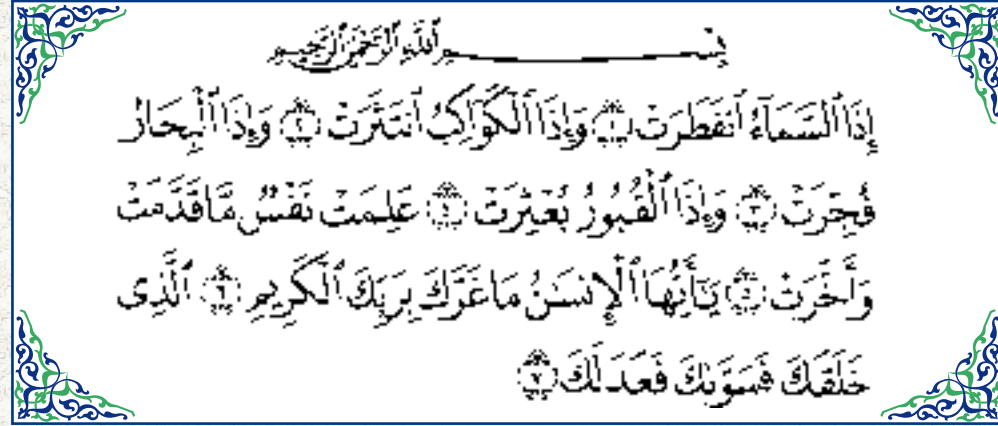 بِسْمِ ٱللَّهِ ٱلرَّحْمَٰنِ ٱلرَّحِيمِ
إِذَا ٱلسَّمَآءُ ٱنفَطَرَتْ ۝١ وَإِذَا ٱلْكَوَاكِبُ ٱنتَثَرَتْ ۝٢ وَإِذَا ٱلْبِحَارُ
فُجِّرَتْ ۝٣ وَإِذَا ٱلْقُبُورُ بُعْثِرَتْ ۝٤ عَلِمَتْ نَفْسٌ مَّا قَدَّمَتْ
وَأَخَّرَتْ ۝٥ يَٰٓأَيُّهَا ٱلْإِنسَٰنُ مَا غَرَّكَ بِرَبِّكَ ٱلْكَرِيمِ ۝٦ ٱلَّذِى
خَلَقَكَ فَسَوَّىٰكَ فَعَدَلَكَ ۝٧